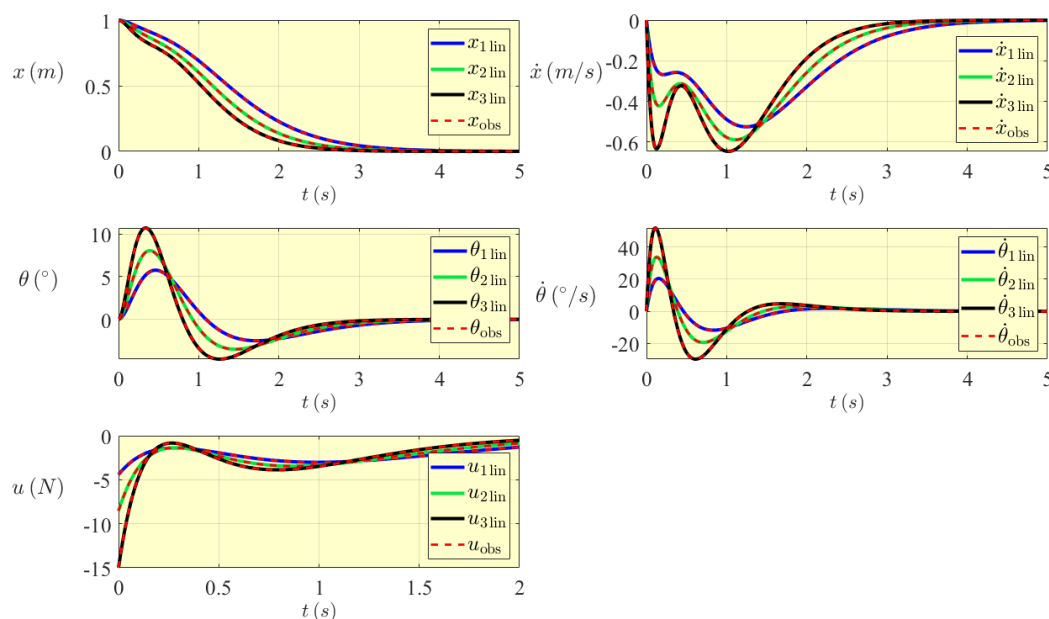 x (m)
1
0.5
0
0 1 2 3 4 5
t (s)
x1 lin
x2 lin
x3 lin
xobs
ẋ (m/s)
0
-0.2
-0.4
-0.6
0 1 2 3 4 5
t (s)
ẋ1 lin
ẋ2 lin
ẋ3 lin
ẋobs
θ (°)
10
5
0
0 1 2 3 4 5
t (s)
θ1 lin
θ2 lin
θ3 lin
θobs
θ̇ (°/s)
40
20
0
-20
0 1 2 3 4 5
t (s)
θ̇1 lin
θ̇2 lin
θ̇3 lin
θ̇obs
u (N)
0
-5
-10
-15
0 0.5 1 1.5 2
t (s)
u1 lin
u2 lin
u3 lin
uobs